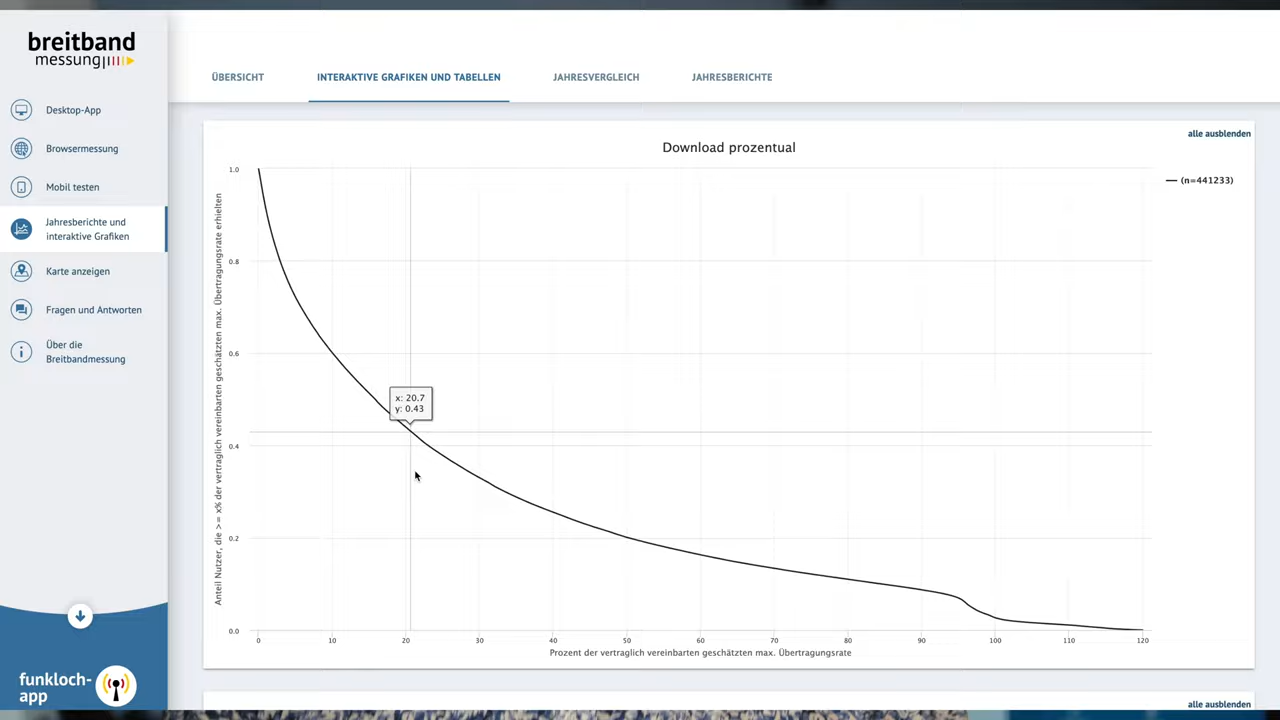 breitband
messung
ÜBERSICHT
INTERAKTIVE GRAFIKEN UND TABELLEN
JAHRESVERGLEICH
JAHRESBERICHTE
Desktop-App
Browsermessung
Mobil testen
Jahresberichte und
interaktive Grafiken
Karte anzeigen
Fragen und Antworten
Über die
Breitbandmessung
funkloch-
app
alle ausblenden
Download prozentual
(n=441233)
Anteil Nutzer, die >= x% der vertraglich vereinbarten geschätzten max. Übertragungsrate erhielten
1.0
0.8
0.6
0.4
0.2
0.0
x: 20.7
y: 0.43
0 10 20 30 40 50 60 70 80 90 100 110 120
Prozent der vertraglich vereinbarten geschätzten max. Übertragungsrate
alle ausblenden